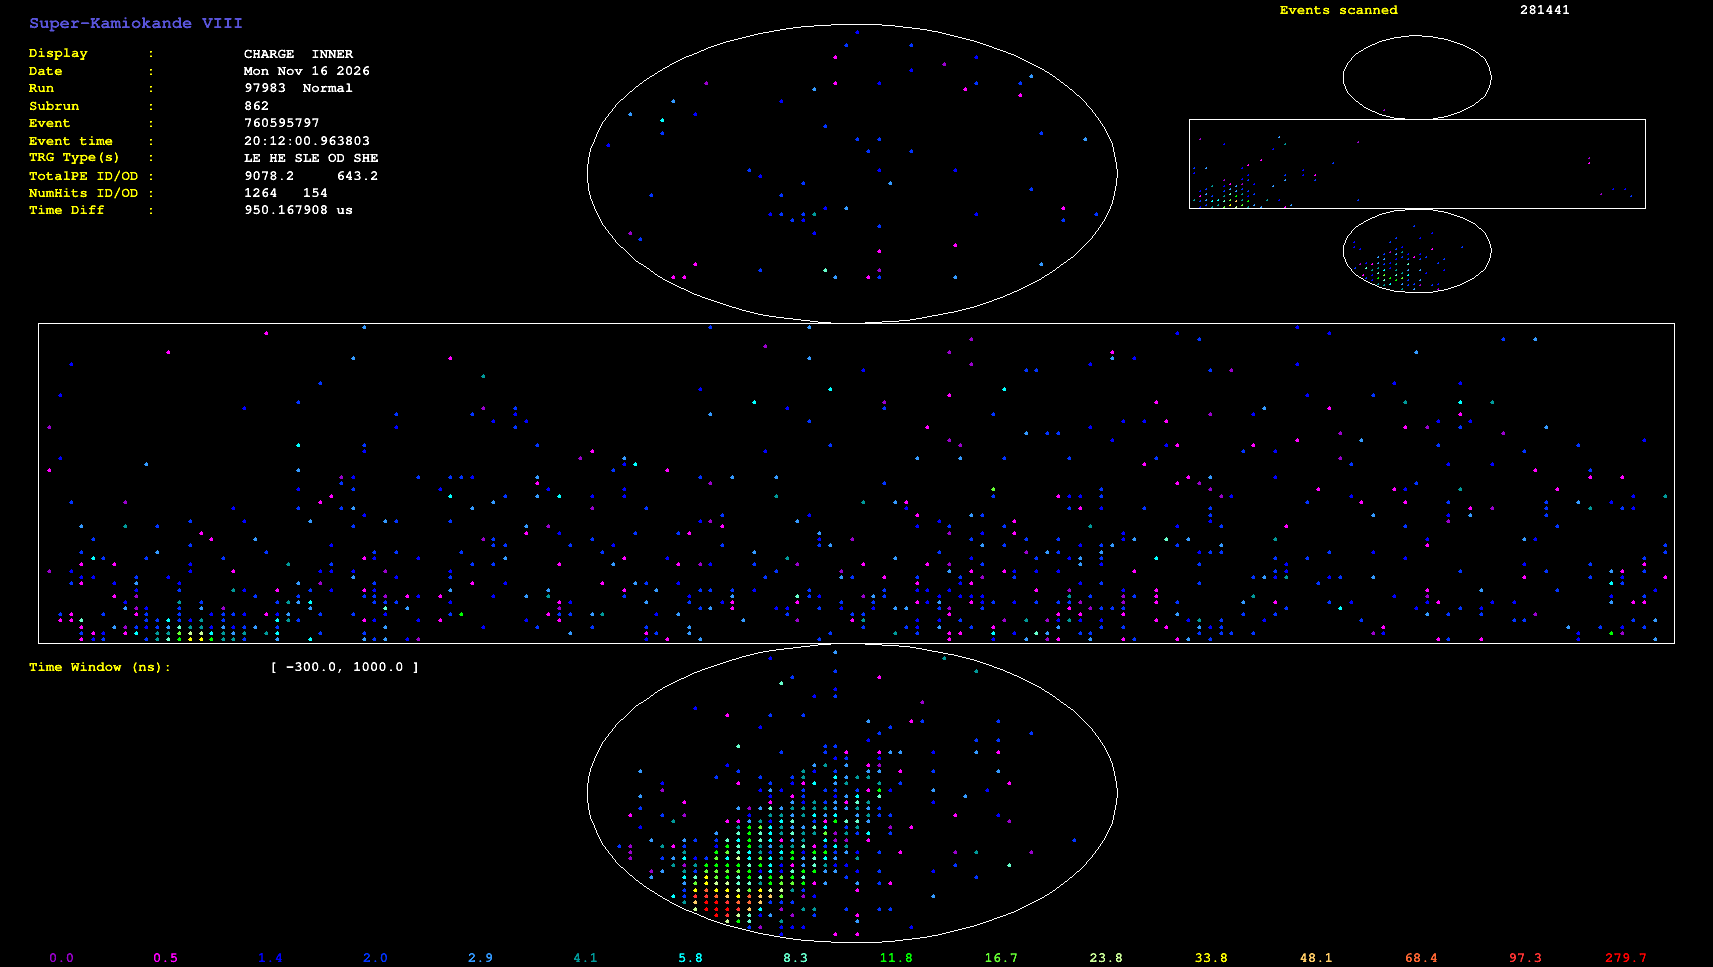 Super-Kamiokande VIII
Events scanned 281441
Display : CHARGE INNER
Date : Mon Nov 16 2026
Run : 97983 Normal
Subrun : 862
Event : 760595797
Event time : 20:12:00.963803
TRG Type(s) : LE HE SLE OD SHE
TotalPE ID/OD : 9078.2 643.2
NumHits ID/OD : 1264 154
Time Diff : 950.167908 us
Time Window (ns): [ -300.0, 1000.0 ]
0.0 0.5 1.4 2.0 2.9 4.1 5.8 8.3 11.8 16.7 23.8 33.8 48.1 68.4 97.3 279.7